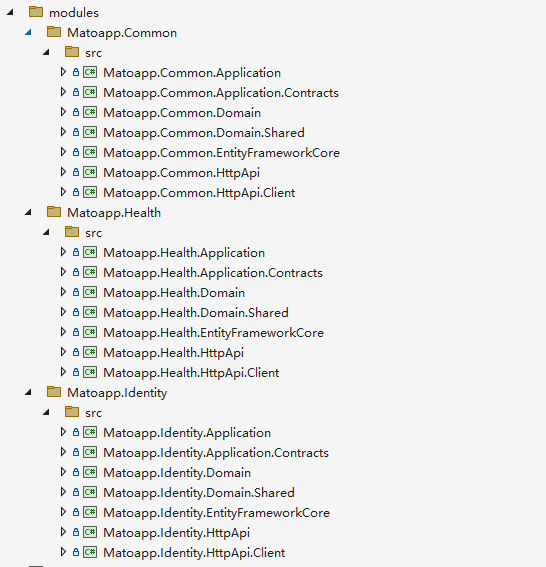 modules
Matoapp.Common
src
C# Matoapp.Common.Application
C# Matoapp.Common.Application.Contracts
C# Matoapp.Common.Domain
C# Matoapp.Common.Domain.Shared
C# Matoapp.Common.EntityFrameworkCore
C# Matoapp.Common.HttpApi
C# Matoapp.Common.HttpApi.Client
Matoapp.Health
src
C# Matoapp.Health.Application
C# Matoapp.Health.Application.Contracts
C# Matoapp.Health.Domain
C# Matoapp.Health.Domain.Shared
C# Matoapp.Health.EntityFrameworkCore
C# Matoapp.Health.HttpApi
C# Matoapp.Health.HttpApi.Client
Matoapp.Identity
src
C# Matoapp.Identity.Application
C# Matoapp.Identity.Application.Contracts
C# Matoapp.Identity.Domain
C# Matoapp.Identity.Domain.Shared
C# Matoapp.Identity.EntityFrameworkCore
C# Matoapp.Identity.HttpApi
C# Matoapp.Identity.HttpApi.Client